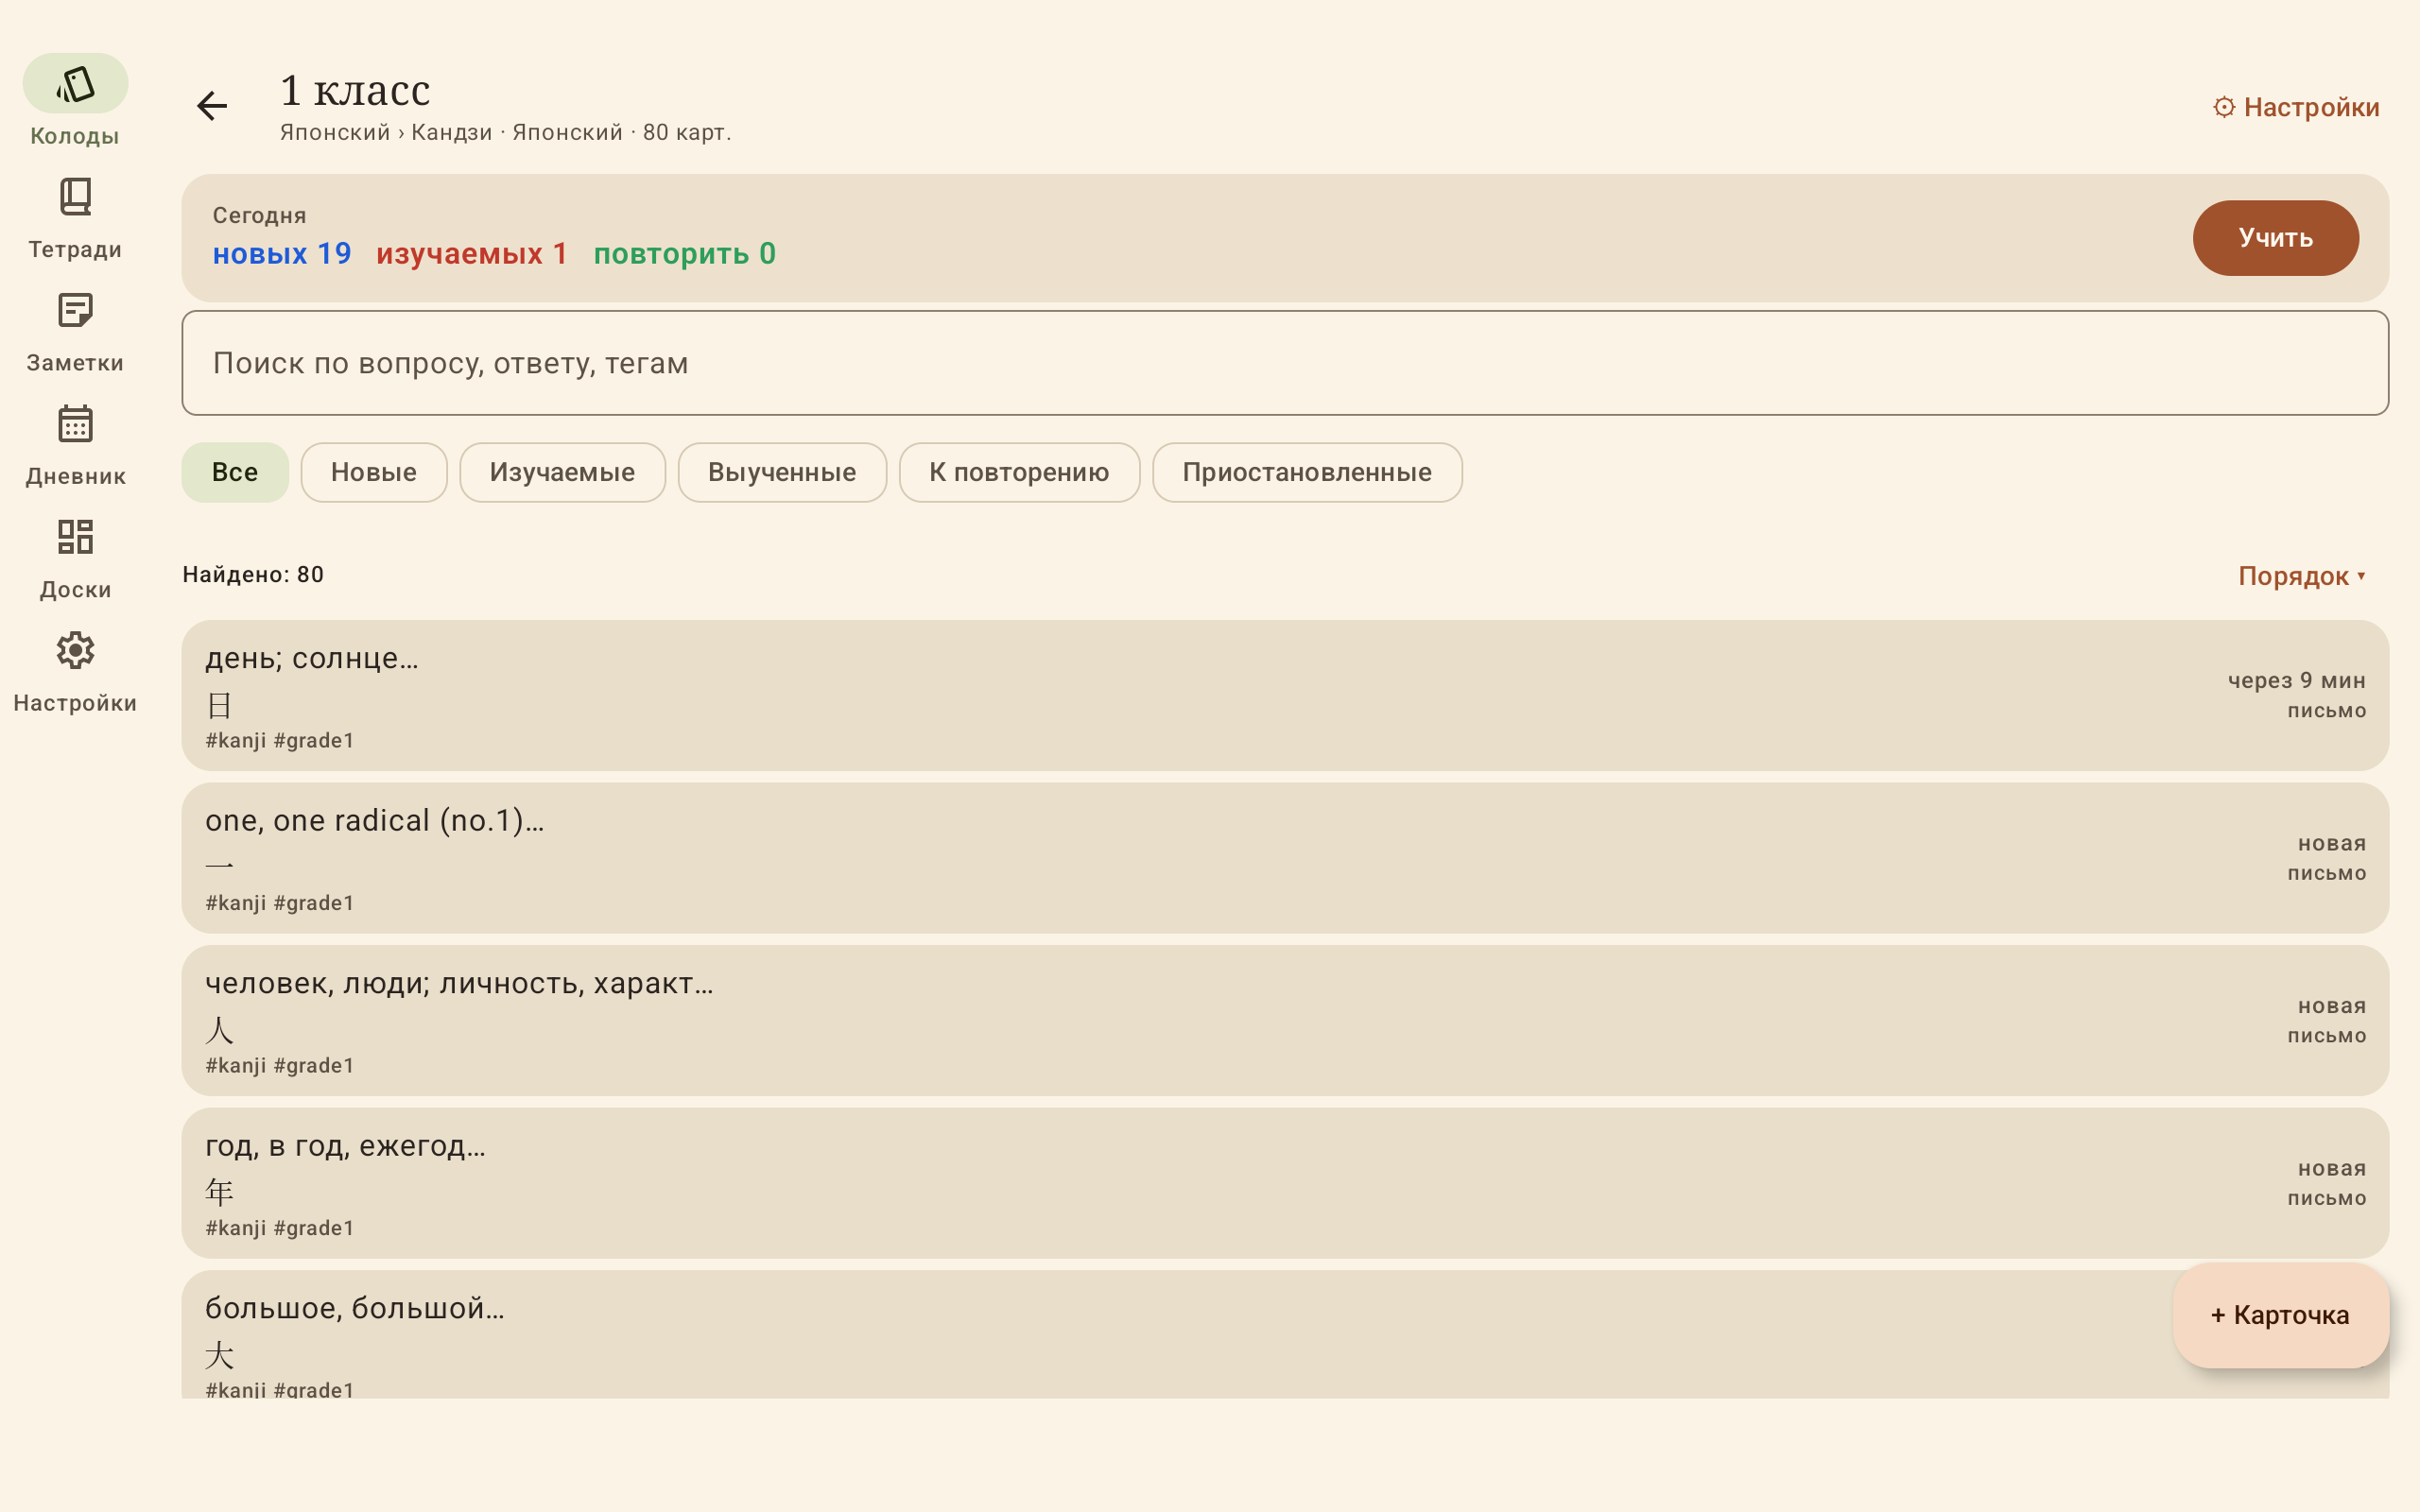 Колоды
Тетради
Заметки
Дневник
Доски
Настройки
1 класс
Японский › Кандзи · Японский · 80 карт.
Настройки
Сегодня
новых 19 изучаемых 1 повторить 0
Учить
Поиск по вопросу, ответу, тегам
Все
Новые
Изучаемые
Выученные
К повторению
Приостановленные
Найдено: 80
Порядок ▾
день; солнце…
日
#kanji #grade1
через 9 мин
письмо
one, one radical (no.1)…
一
#kanji #grade1
новая
письмо
человек, люди; личность, характ…
人
#kanji #grade1
новая
письмо
год, в год, ежегод…
年
#kanji #grade1
новая
письмо
большое, большой…
大
#kanji #grade1
+ Карточка